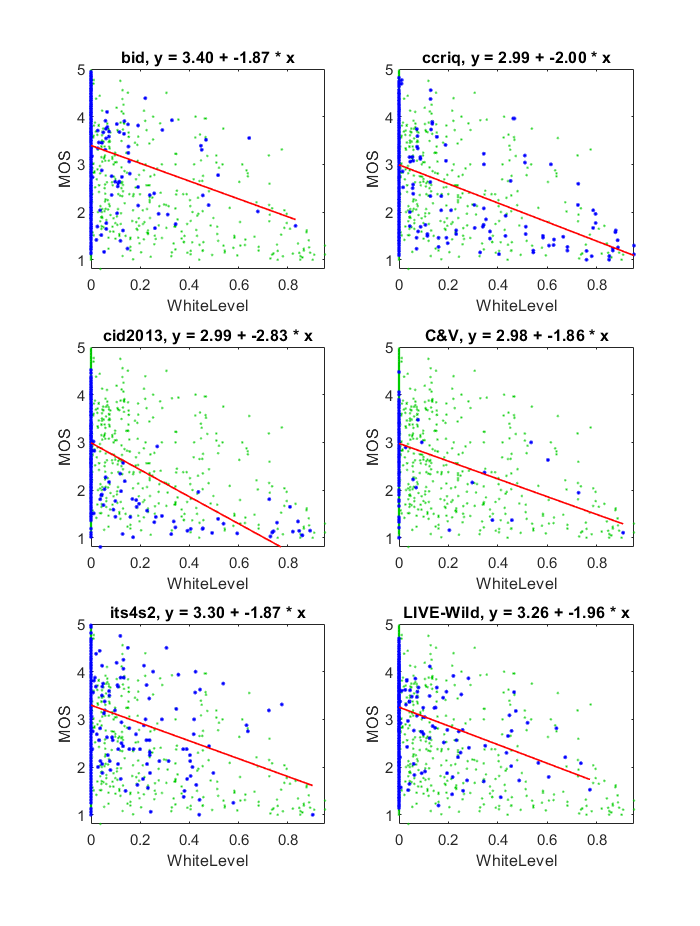 bid, y = 3.40 + -1.87 * x
5
4
3
2
1
MOS
0 0.2 0.4 0.6 0.8
WhiteLevel
ccriq, y = 2.99 + -2.00 * x
5
4
3
2
1
MOS
0 0.2 0.4 0.6 0.8
WhiteLevel
cid2013, y = 2.99 + -2.83 * x
5
4
3
2
1
MOS
0 0.2 0.4 0.6 0.8
WhiteLevel
C&V, y = 2.98 + -1.86 * x
5
4
3
2
1
MOS
0 0.2 0.4 0.6 0.8
WhiteLevel
its4s2, y = 3.30 + -1.87 * x
5
4
3
2
1
MOS
0 0.2 0.4 0.6 0.8
WhiteLevel
LIVE-Wild, y = 3.26 + -1.96 * x
5
4
3
2
1
MOS
0 0.2 0.4 0.6 0.8
WhiteLevel